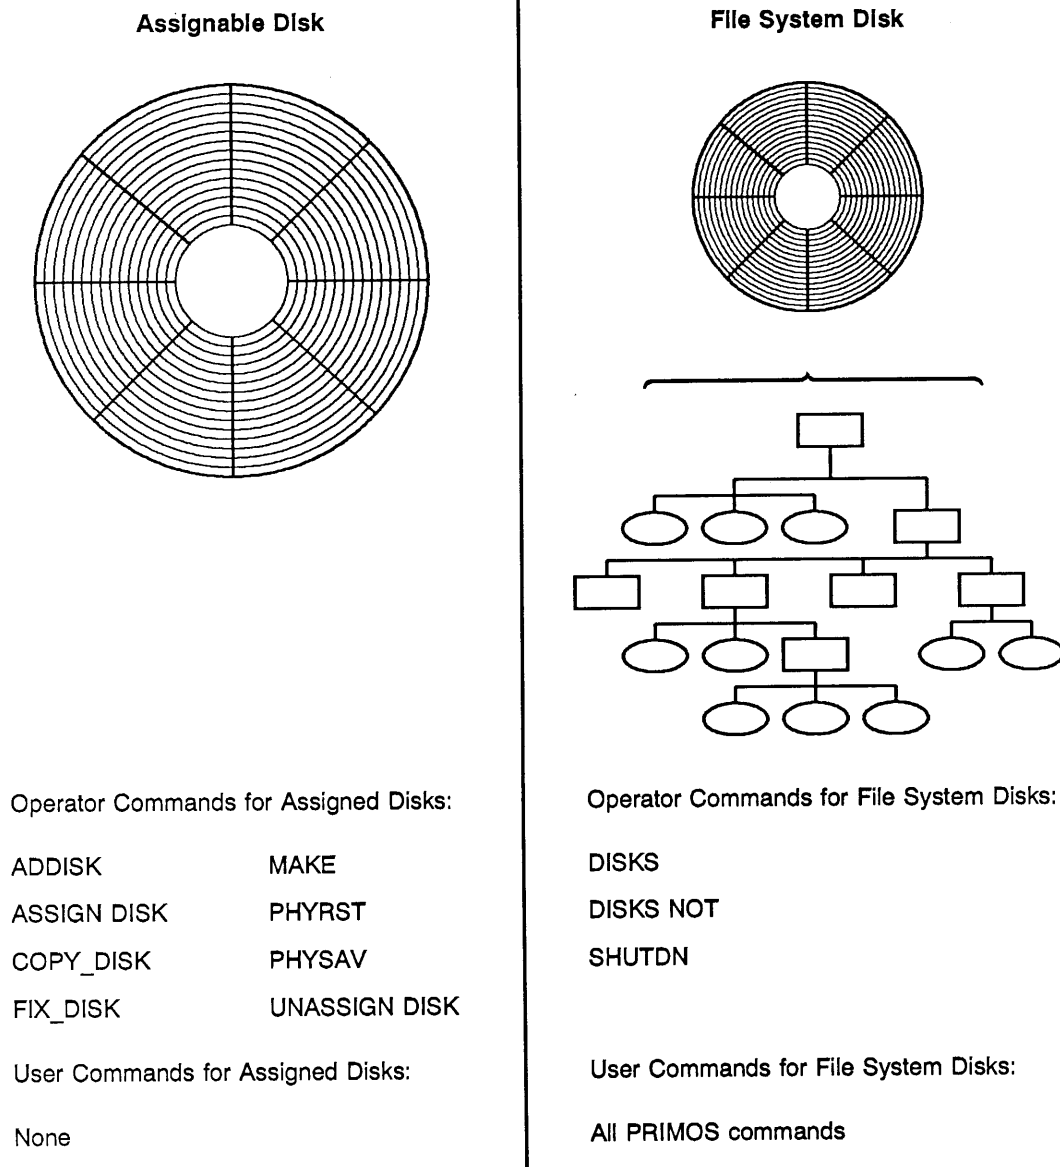 Assignable Disk
Operator Commands for Assigned Disks:
ADDISK MAKE
ASSIGN DISK PHYRST
COPY_DISK PHYSAV
FIX_DISK UNASSIGN DISK
User Commands for Assigned Disks:
None
File System Disk
Operator Commands for File System Disks:
DISKS
DISKS NOT
SHUTDN
User Commands for File System Disks:
All PRIMOS commands